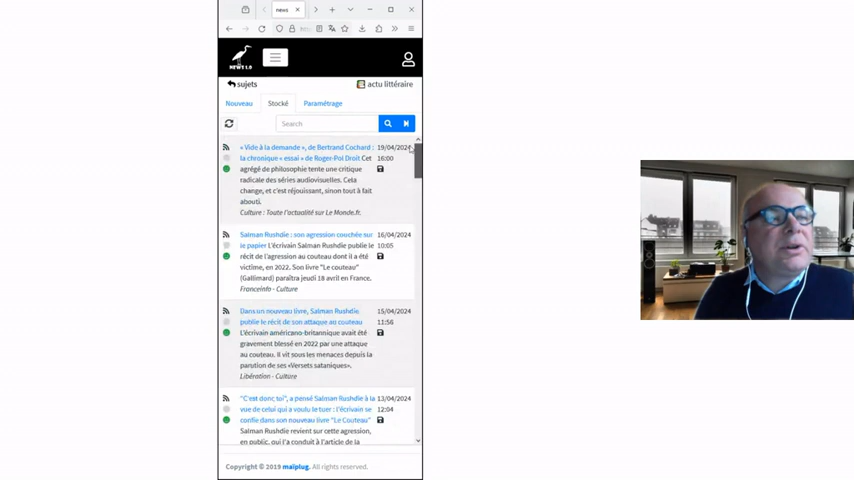 news
NEWS 1.0
sujets
actu littéraire
Nouveau
Stocké
Paramétrage
Search
« Vide à la demande », de Bertrand Cochard : 19/04/2024
la chronique « essai » de Roger-Pol Droit Cet 16:00
agrégé de philosophie tente une critique
radicale des séries audiovisuelles. Cela
change, et c'est réjouissant, sinon tout à fait
abouti.
Culture : Toute l'actualité sur Le Monde.fr.
Salman Rushdie : son agression couchée sur 16/04/2024
le papier L'écrivain Salman Rushdie publie le 10:05
récit de l'agression au couteau dont il a été
victime, en 2022. Son livre "Le couteau"
(Gallimard) paraîtra jeudi 18 avril en France.
Franceinfo - Culture
Dans un nouveau livre, Salman Rushdie 15/04/2024
publie le récit de son attaque au couteau 11:56
L'écrivain américano-britannique avait été
gravement blessé en 2022 par une attaque
au couteau. Il vit sous les menaces depuis la
parution de ses «Versets sataniques».
Libération - Culture
"C'est donc toi", a pensé Salman Rushdie à la 13/04/2024
vue de celui qui a voulu le tuer : l'écrivain se 12:04
confie dans son nouveau livre "Le Couteau"
Salman Rushdie revient sur cette agression,
en public, qui l'a conduit à l'article de la
Copyright © 2019 maïplug. All rights reserved.